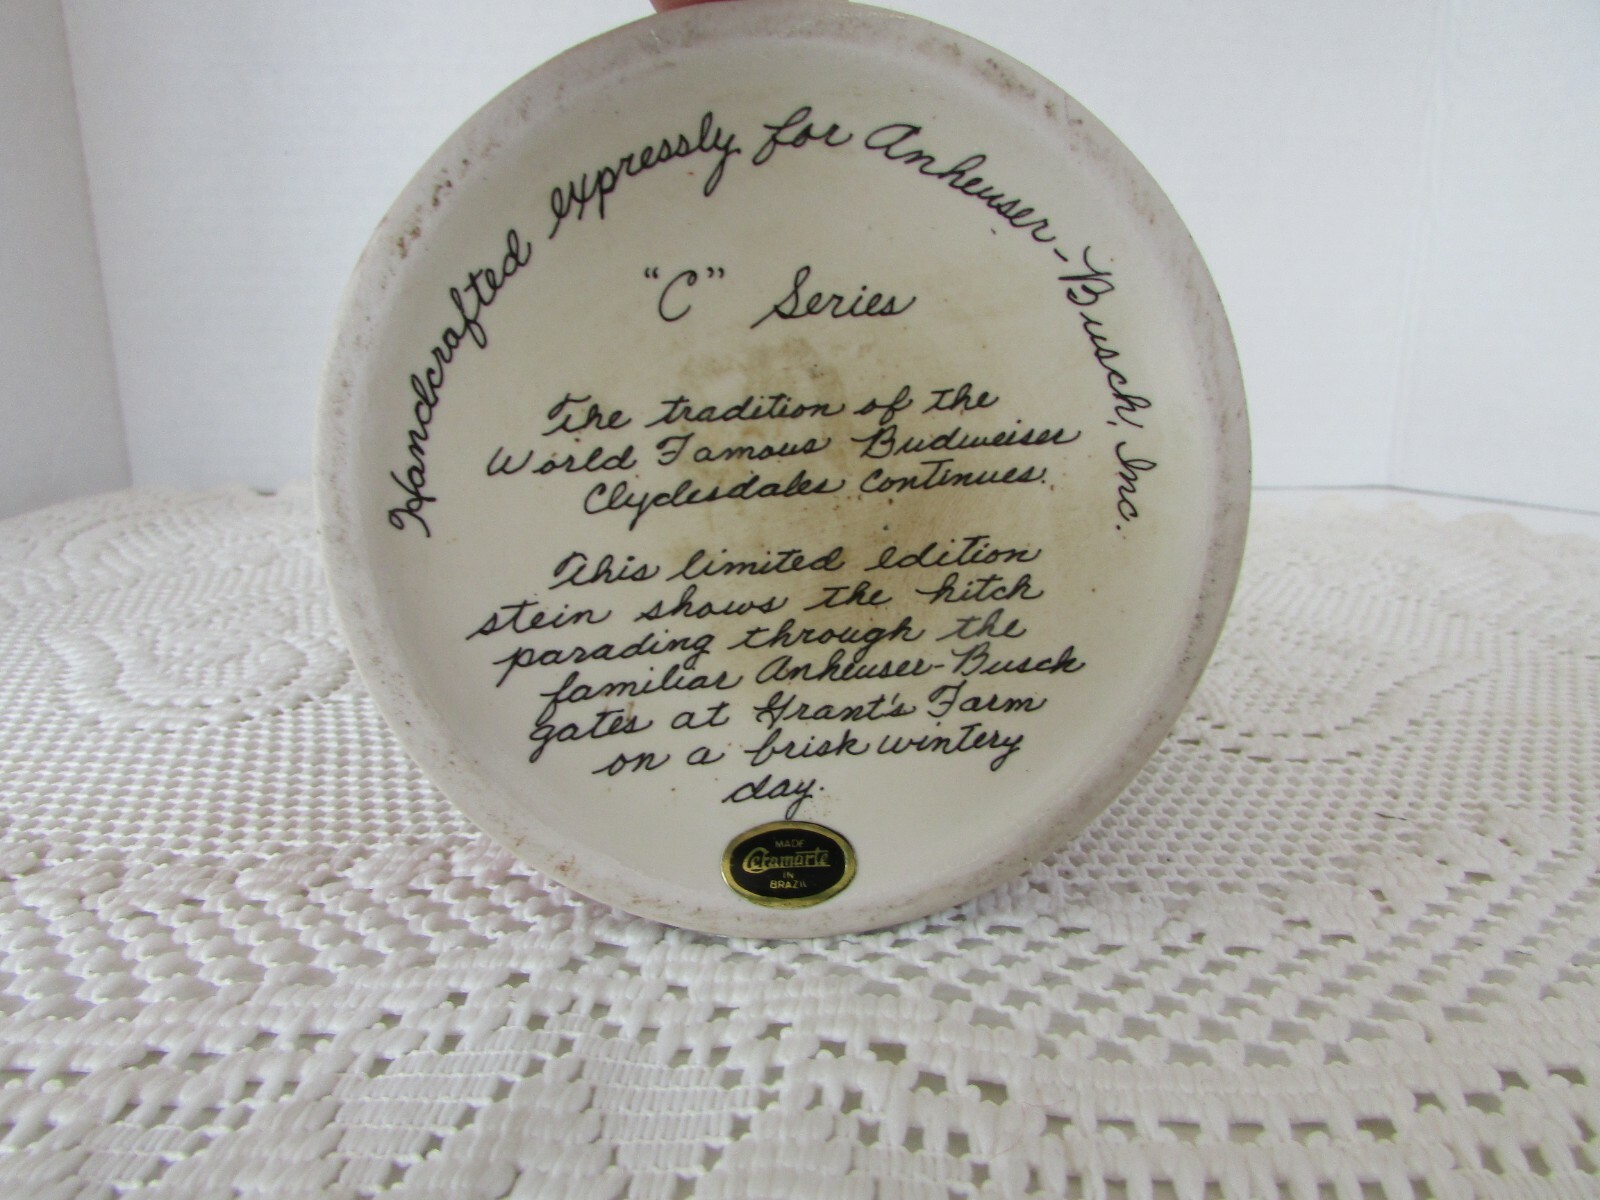 Handcrafted expressly for Anheuser-Busch, Inc.
"C" Series
The tradition of the
World Famous Budweiser
Clydesdales continues.
This limited edition
stein shows the hitch
parading through the
familiar Anheuser-Busch
gates at Grant's Farm
on a brisk wintery
day.
MADE
Ceramarte
IN
BRAZIL